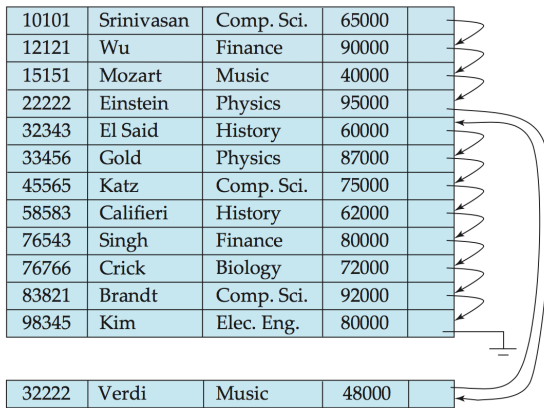 10101 Srinivasan Comp. Sci. 65000
12121 Wu Finance 90000
15151 Mozart Music 40000
22222 Einstein Physics 95000
32343 El Said History 60000
33456 Gold Physics 87000
45565 Katz Comp. Sci. 75000
58583 Califieri History 62000
76543 Singh Finance 80000
76766 Crick Biology 72000
83821 Brandt Comp. Sci. 92000
98345 Kim Elec. Eng. 80000
32222 Verdi Music 48000